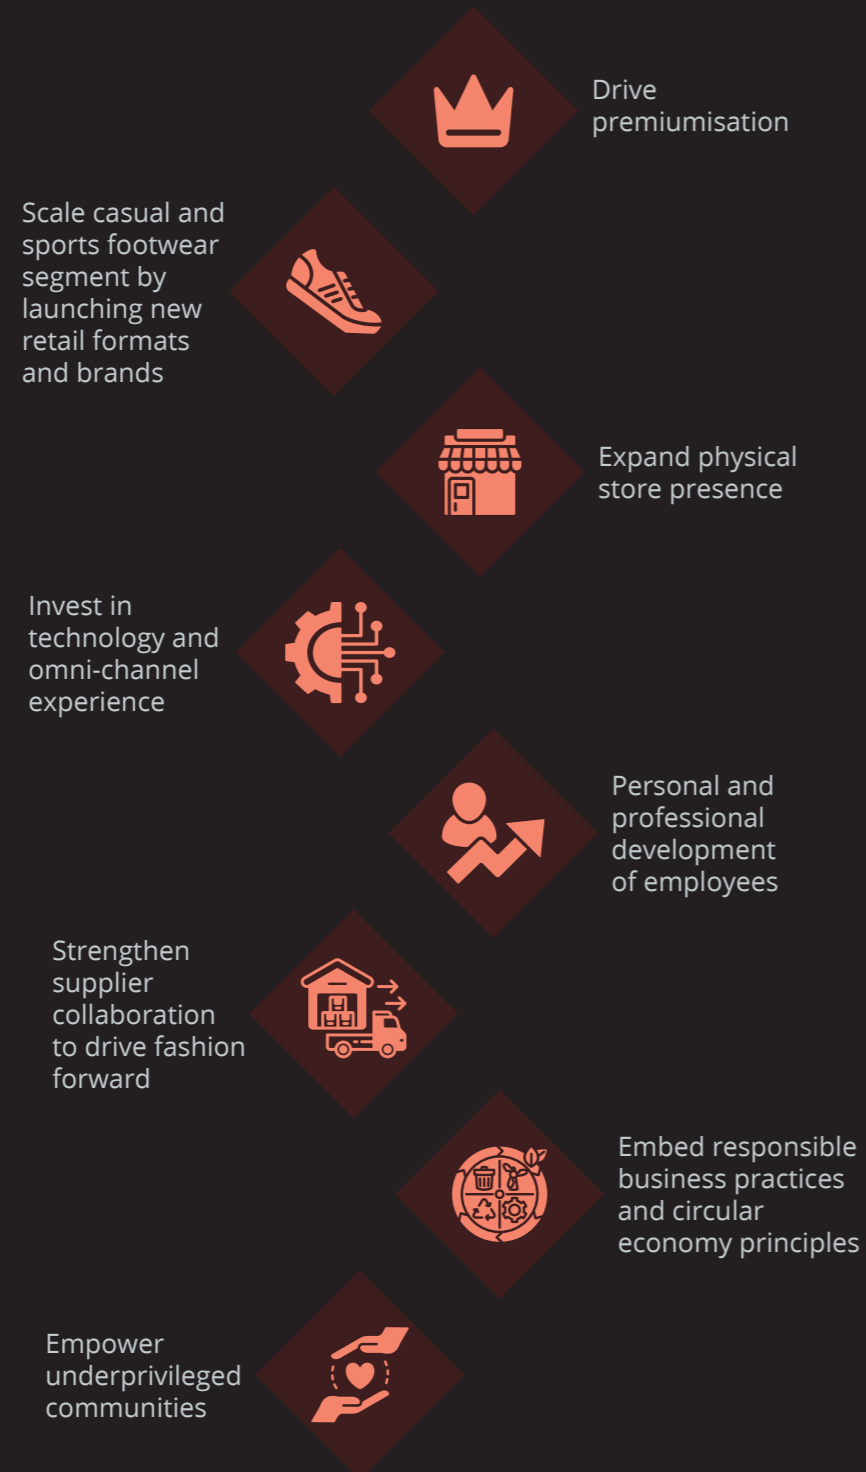 Drive
premiumisation
Scale casual and
sports footwear
segment by
launching new
retail formats
and brands
Expand physical
store presence
Invest in
technology and
omni-channel
experience
Personal and
professional
development
of employees
Strengthen
supplier
collaboration
to drive fashion
forward
Embed responsible
business practices
and circular
economy principles
Empower
underprivileged
communities